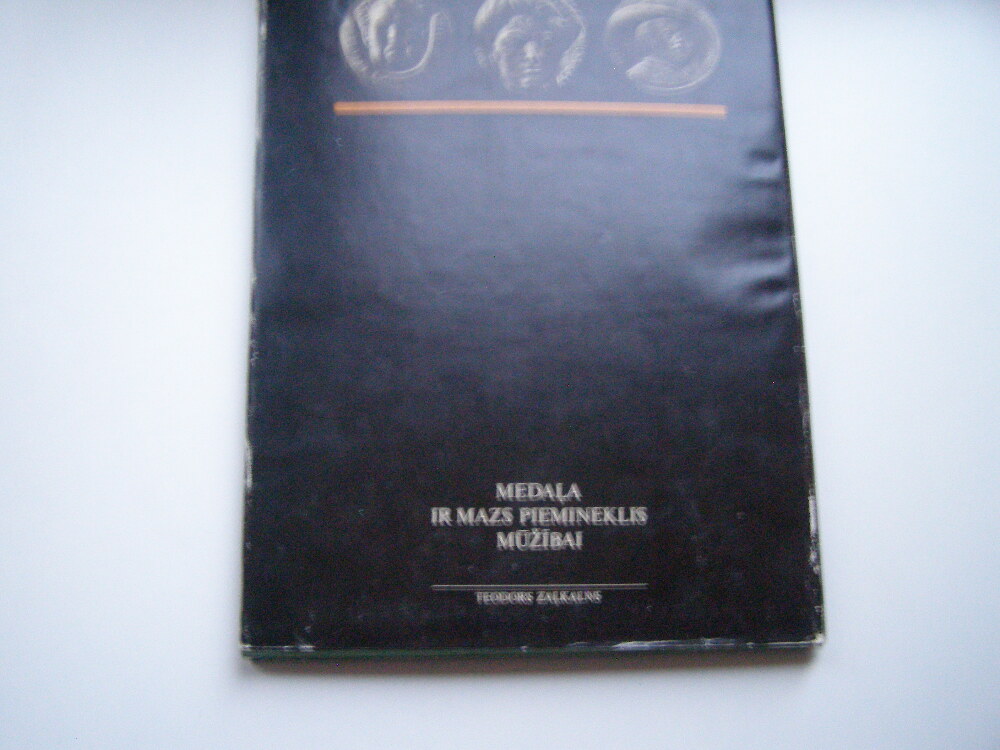 MEDAĻA
IR MAZS PIEMINEKLIS
MŪŽĪBAI
TEODORS ZAĻKALNS